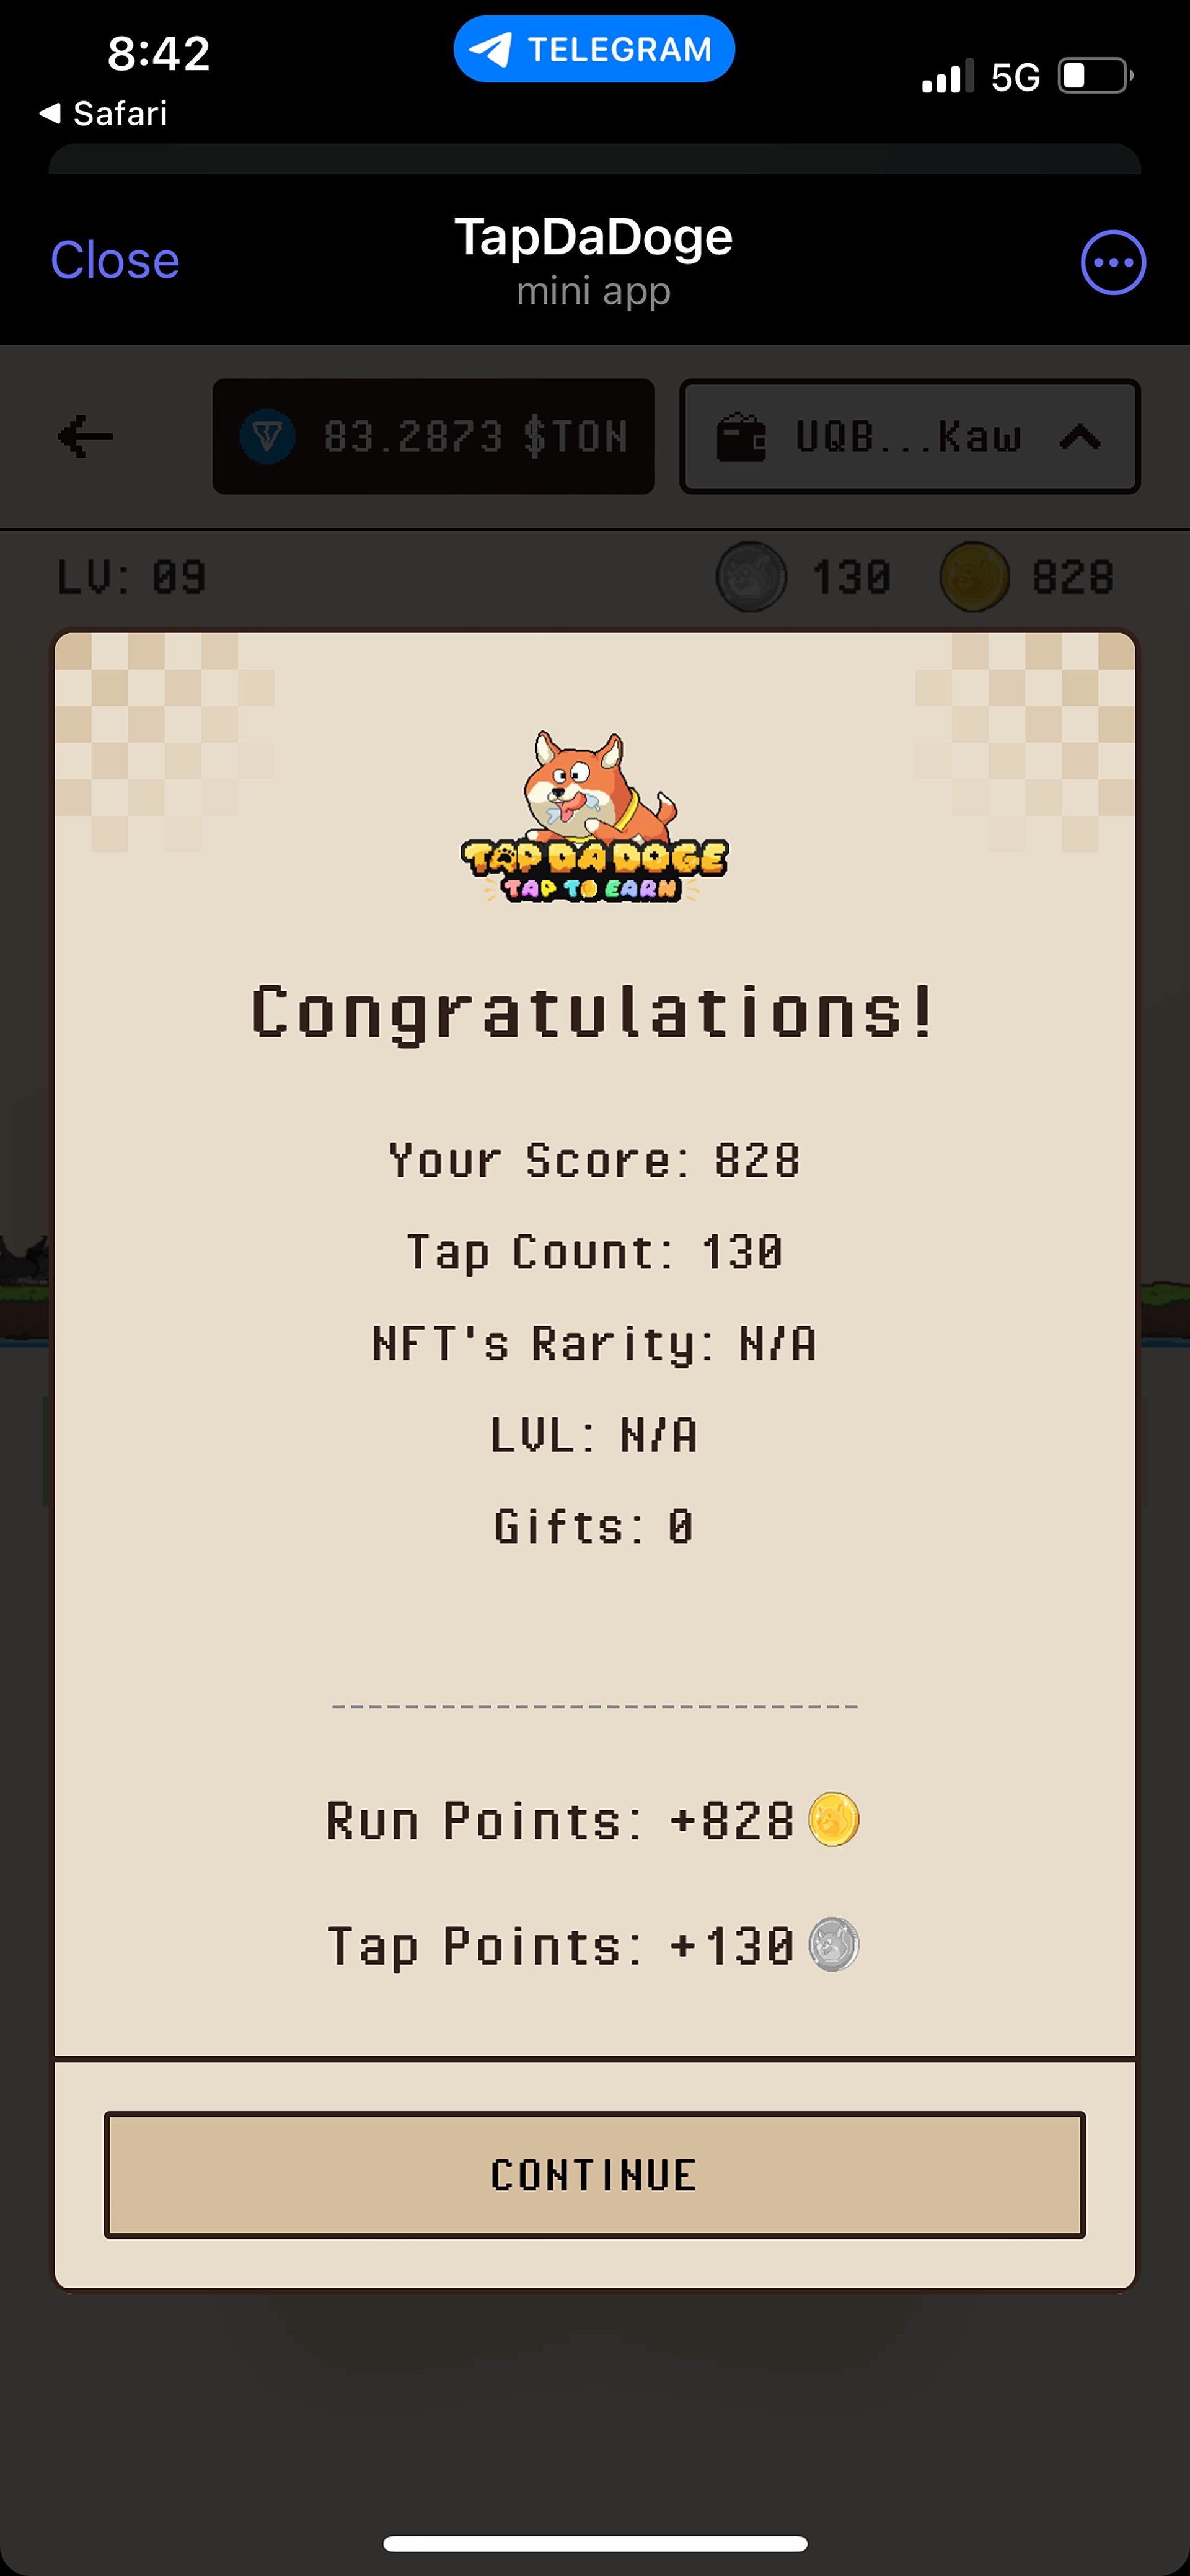 8:42
TELEGRAM
5G
Safari
Close
TapDaDoge
mini app
83.2873 $TON
UQB...Kaw
LV: 09
130
828
TAP DA DOGE
TAP TO EARN
Congratulations!
Your Score: 828
Tap Count: 130
NFT's Rarity: N/A
LVL: N/A
Gifts: 0
Run Points: +828
Tap Points: +130
CONTINUE